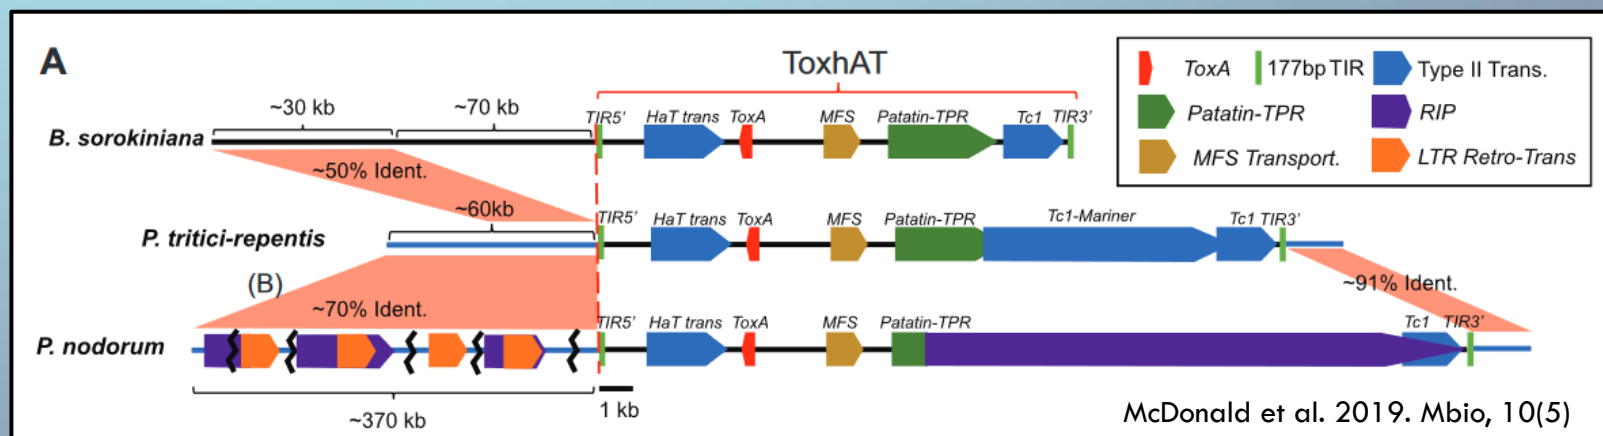 A
ToxhAT
ToxA 177bp TIR Type II Trans.
Patatin-TPR RIP
MFS Transport. LTR Retro-Trans
~30 kb ~70 kb
TIR5' HaT trans ToxA MFS Patatin-TPR Tc1 TIR3'
B. sorokiniana
~50% Ident.
~60kb
TIR5' HaT trans ToxA MFS Patatin-TPR Tc1-Mariner Tc1 TIR3'
P. tritici-repentis
(B)
~70% Ident.
~91% Ident.
TIR5' HaT trans ToxA MFS Patatin-TPR Tc1 TIR3'
P. nodorum
~370 kb
1 kb
McDonald et al. 2019. Mbio, 10(5)